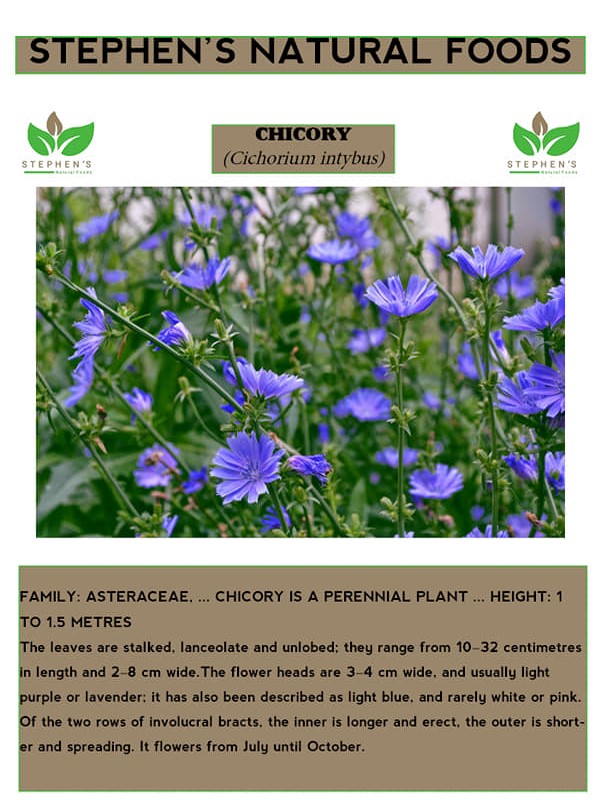 STEPHEN'S NATURAL FOODS
CHICORY
(Cichorium intybus)
STEPHEN'S
Natural Foods
STEPHEN'S
Natural Foods
FAMILY: ASTERACEAE, ... CHICORY IS A PERENNIAL PLANT ... HEIGHT: 1
TO 1.5 METRES
The leaves are stalked, lanceolate and unlobed; they range from 10–32 centimetres
in length and 2–8 cm wide.The flower heads are 3–4 cm wide, and usually light
purple or lavender; it has also been described as light blue, and rarely white or pink.
Of the two rows of involucral bracts, the inner is longer and erect, the outer is short-
er and spreading. It flowers from July until October.